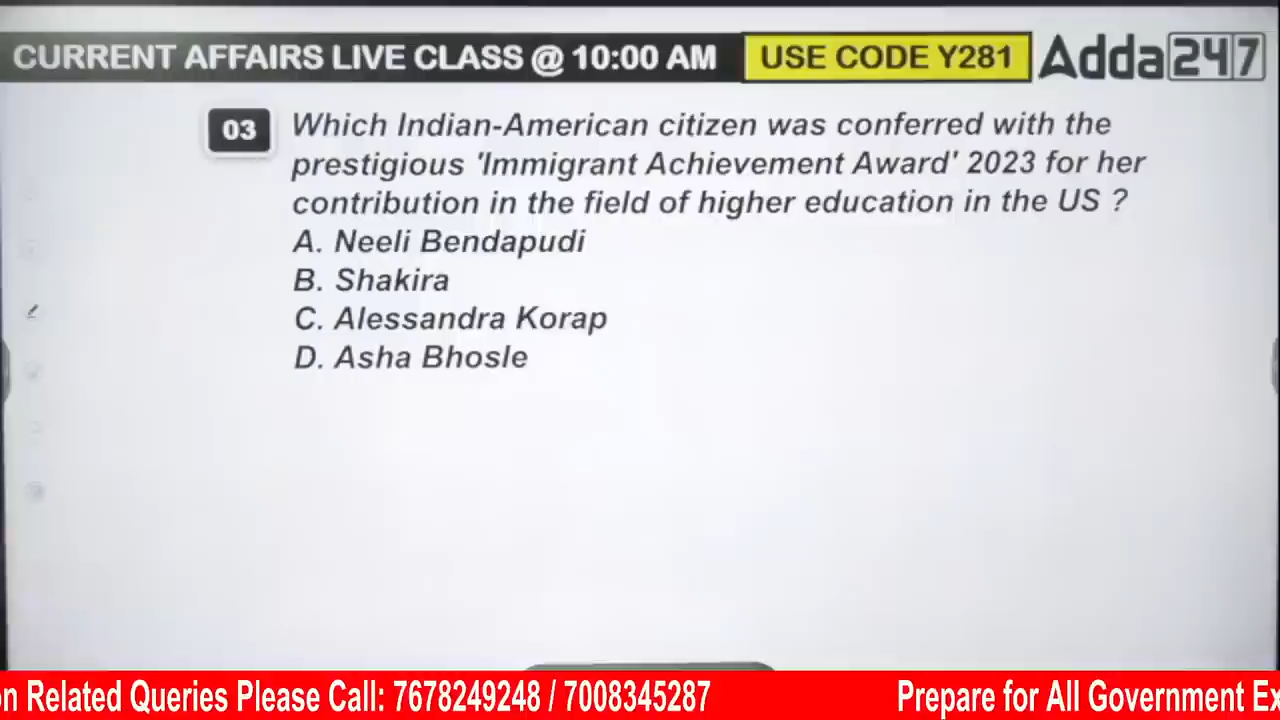 CURRENT AFFAIRS LIVE CLASS @ 10:00 AM
USE CODE Y281
Adda247
03
Which Indian-American citizen was conferred with the
prestigious 'Immigrant Achievement Award' 2023 for her
contribution in the field of higher education in the US ?
A. Neeli Bendapudi
B. Shakira
C. Alessandra Korap
D. Asha Bhosle
on Related Queries Please Call: 7678249248 / 7008345287
Prepare for All Government Ex